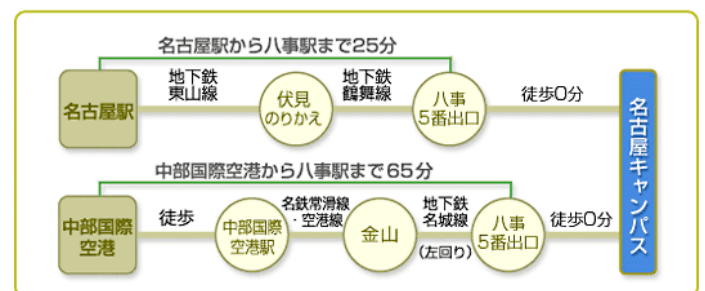 名古屋駅から八事駅まで25分
名古屋駅
地下鉄
東山線
伏見
のりかえ
地下鉄
鶴舞線
八事
5番出口
徒歩0分
名古屋キャンパス
中部国際空港から八事駅まで65分
中部国際
空港
徒歩
中部国際
空港駅
名鉄常滑線
・空港線
金山
地下鉄
名城線
(左回り)
八事
5番出口
徒歩0分